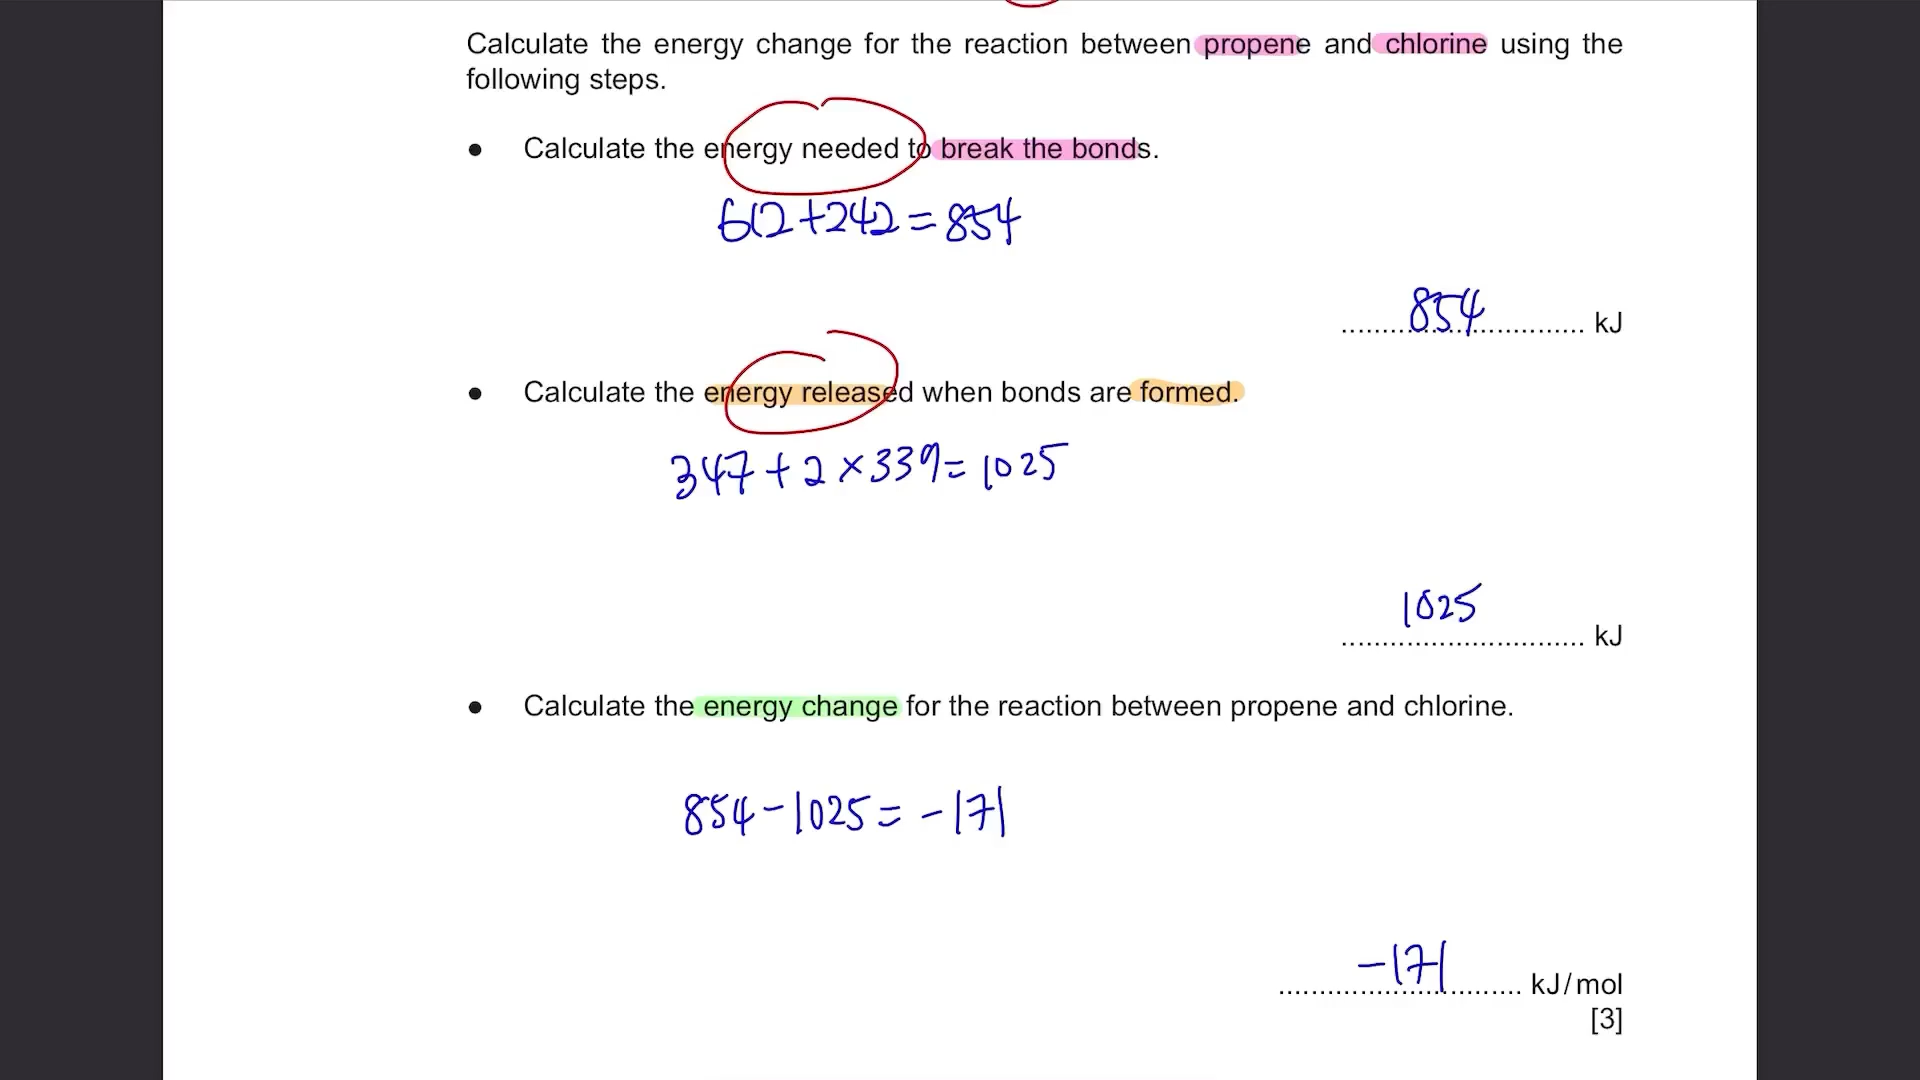 Calculate the energy change for the reaction between propene and chlorine using the
following steps.
● Calculate the energy needed to break the bonds.
612+242=854
854
.............................. kJ
● Calculate the energy released when bonds are formed.
347+2×339=1025
1025
.............................. kJ
● Calculate the energy change for the reaction between propene and chlorine.
854-1025=-171
-171
.............................. kJ/mol
[3]